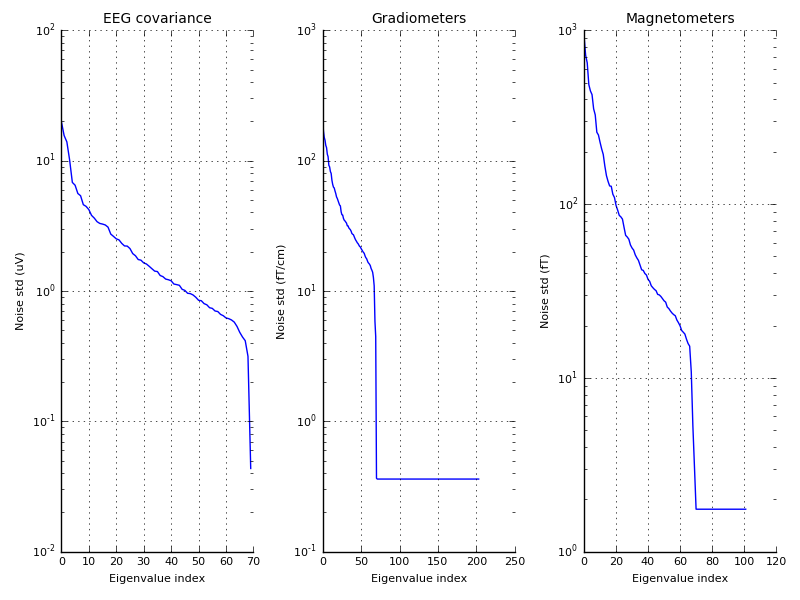 EEG covariance
Noise std (uV)
10^2
10^1
10^0
10^-1
10^-2
0 10 20 30 40 50 60 70
Eigenvalue index
Gradiometers
Noise std (fT/cm)
10^3
10^2
10^1
10^0
10^-1
0 50 100 150 200 250
Eigenvalue index
Magnetometers
Noise std (fT)
10^3
10^2
10^1
10^0
0 20 40 60 80 100 120
Eigenvalue index